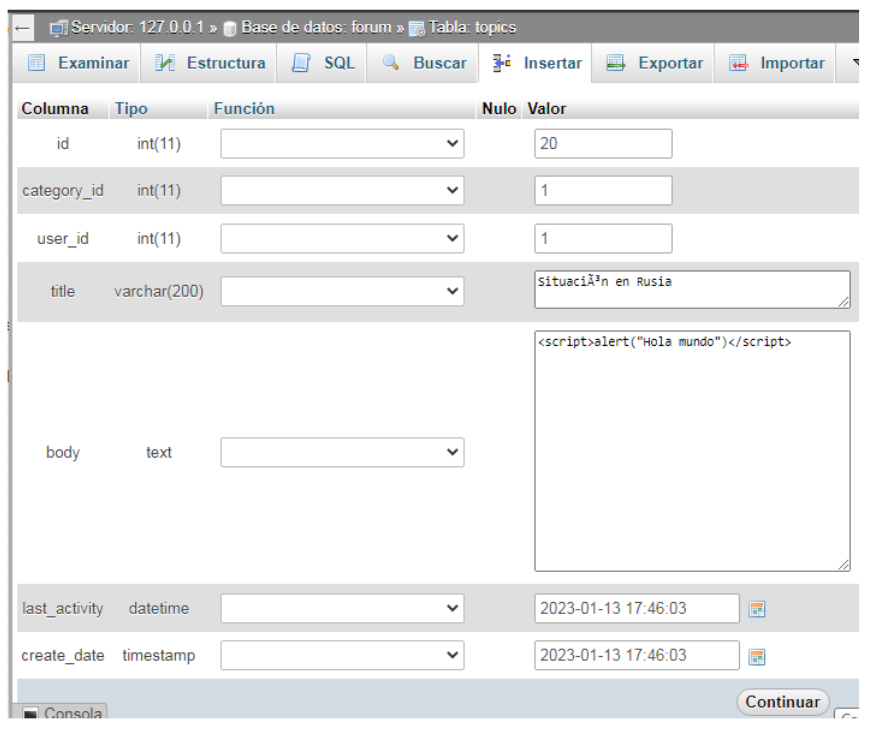 ← Servidor: 127.0.0.1 » Base de datos: forum » Tabla: topics
Examinar Estructura SQL Buscar Insertar Exportar Importar
Columna Tipo Función Nulo Valor
id int(11) 20
category_id int(11) 1
user_id int(11) 1
title varchar(200) SituaciÃ³n en Rusia
body text <script>alert("Hola mundo")</script>
last_activity datetime 2023-01-13 17:46:03
create_date timestamp 2023-01-13 17:46:03
Continuar
Consola